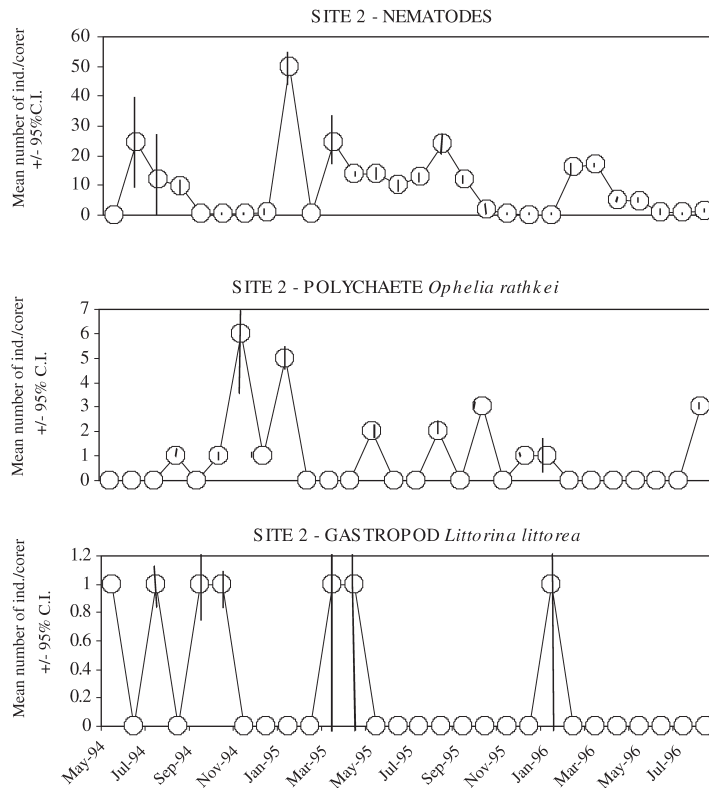 SITE 2 - NEMATODES
Mean number of ind./corer
+/- 95%C.I.
60
50
40
30
20
10
0
SITE 2 - POLYCHAETE Ophelia rathkei
Mean number of ind./corer
+/- 95% C.I.
7
6
5
4
3
2
1
0
SITE 2 - GASTROPOD Littorina littorea
Mean number of ind./corer
+/- 95% C.I.
1.2
1
0.8
0.6
0.4
0.2
0
May-94
Jul-94
Sep-94
Nov-94
Jan-95
Mar-95
May-95
Jul-95
Sep-95
Nov-95
Jan-96
Mar-96
May-96
Jul-96